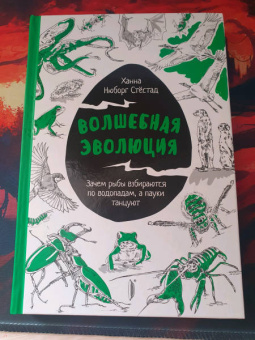 Ханна
Нюборг Стёстад
ВОЛШЕБНАЯ
ЭВОЛЮЦИЯ
Зачем рыбы взбираются
по водопадам, а пауки
танцуют